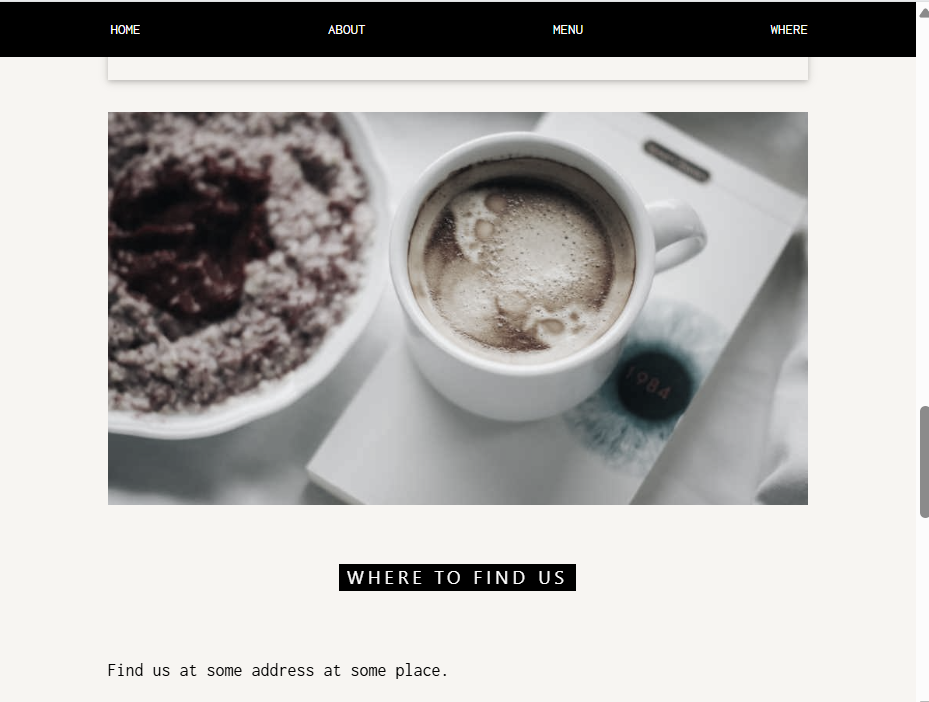 HOME ABOUT MENU WHERE
1984
WHERE TO FIND US
Find us at some address at some place.